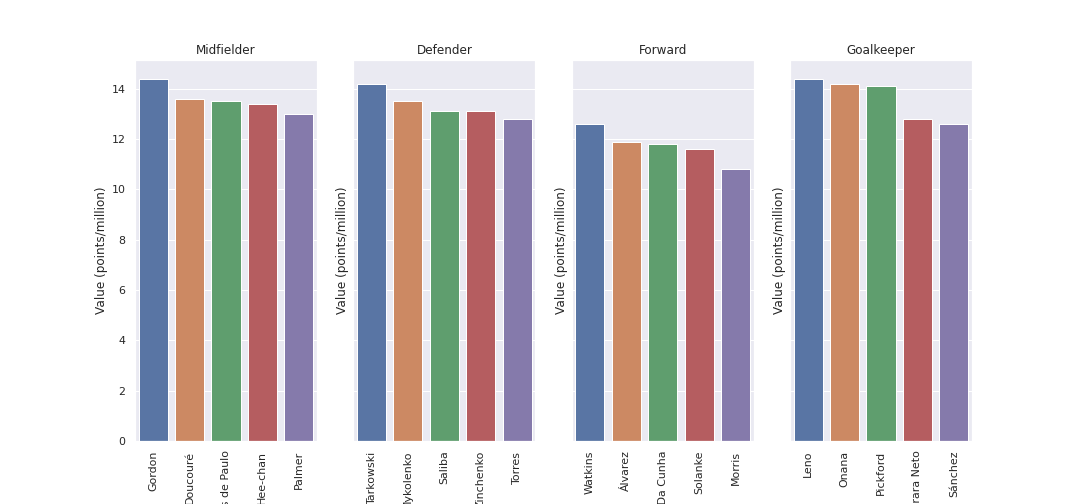 Midfielder
Defender
Forward
Goalkeeper
Value (points/million)
Value (points/million)
Value (points/million)
Value (points/million)
14
12
10
8
6
4
2
0
Gordon
Doucouré
s de Paulo
Hee-chan
Palmer
Tarkowski
ykolenko
Saliba
inchenko
Torres
Watkins
Álvarez
Da Cunha
Solanke
Morris
Leno
Onana
Pickford
rara Neto
Sánchez